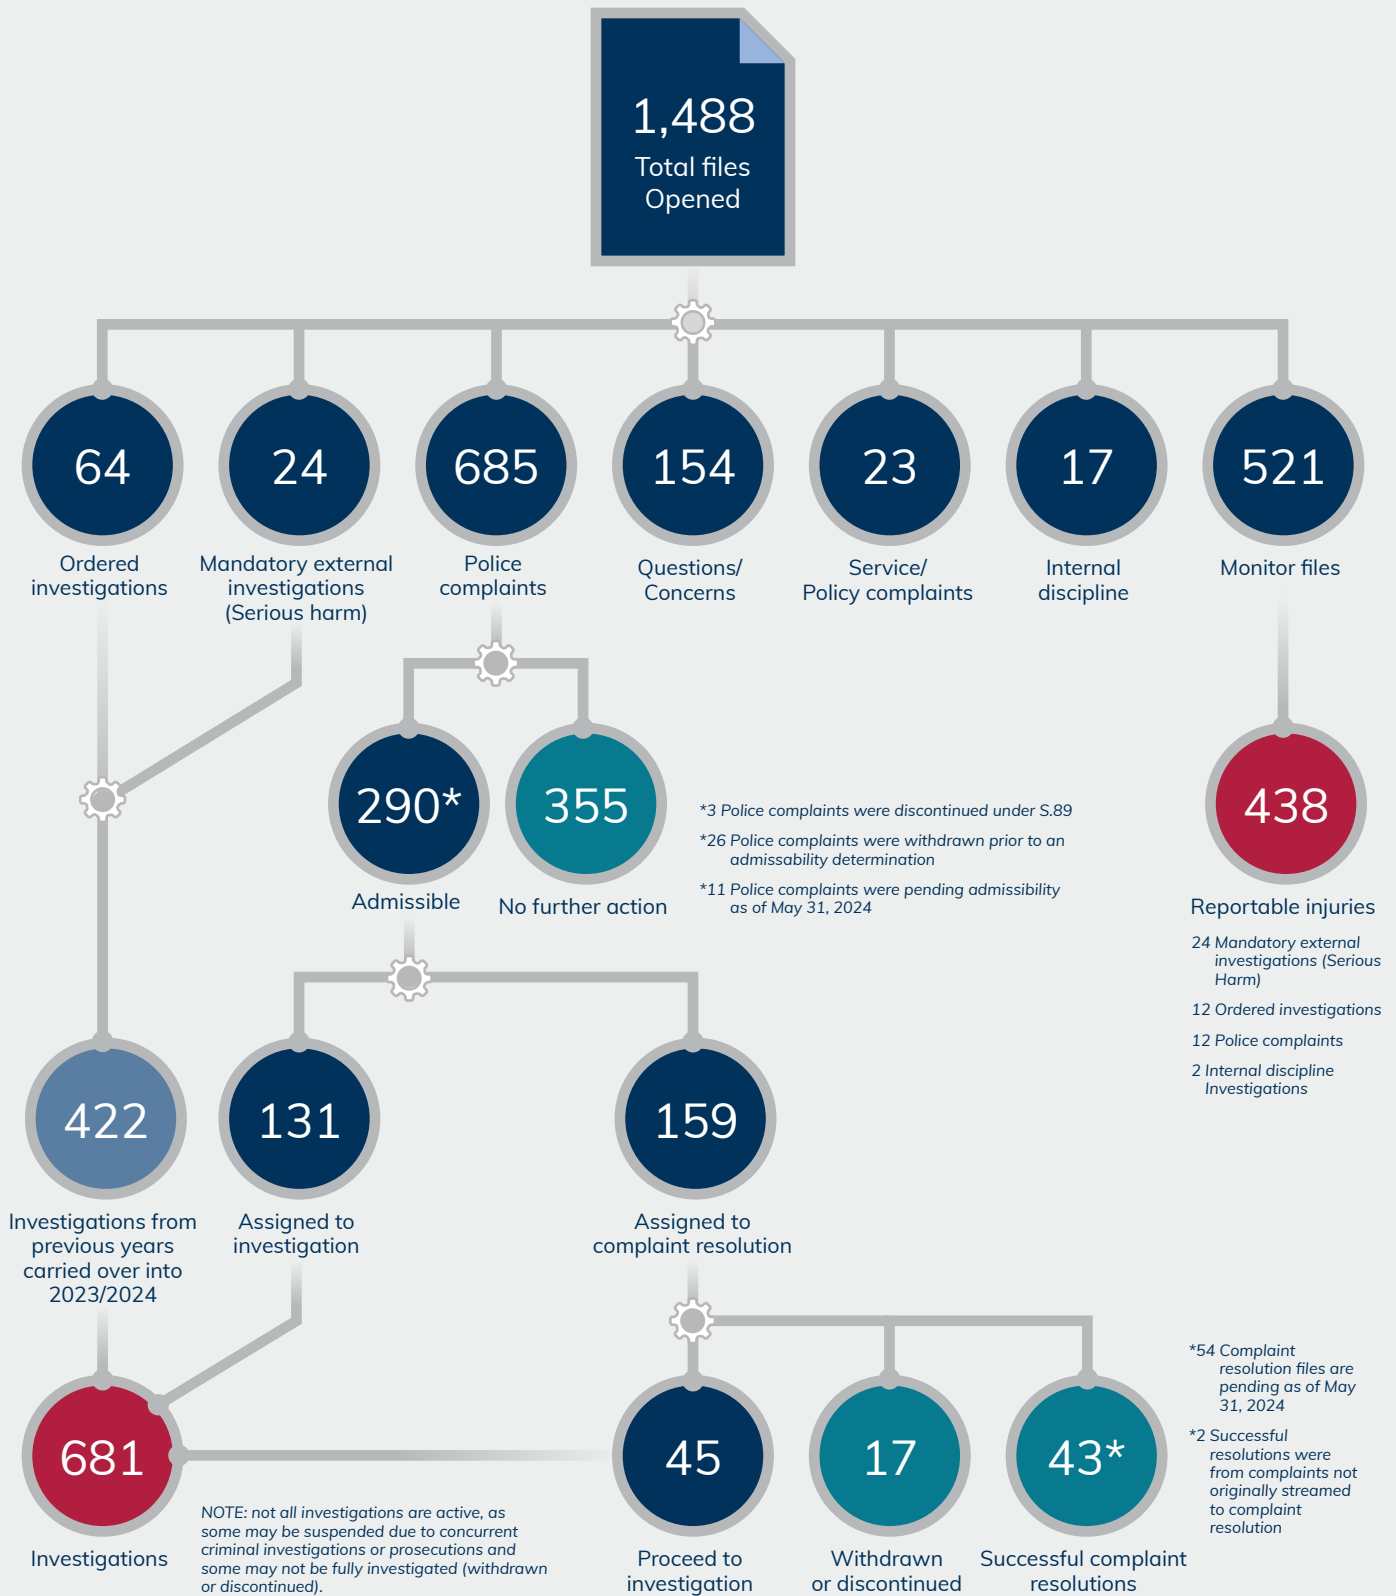 1,488
Total files
Opened
64
Ordered
investigations
24
Mandatory external
investigations
(Serious harm)
685
Police
complaints
154
Questions/
Concerns
23
Service/
Policy complaints
17
Internal
discipline
521
Monitor files
290*
Admissible
355
No further action
*3 Police complaints were discontinued under S.89
*26 Police complaints were withdrawn prior to an
admissability determination
*11 Police complaints were pending admissibility
as of May 31, 2024
438
Reportable injuries
24 Mandatory external
investigations (Serious
Harm)
12 Ordered investigations
12 Police complaints
2 Internal discipline
Investigations
422
Investigations from
previous years
carried over into
2023/2024
131
Assigned to
investigation
159
Assigned to
complaint resolution
681
Investigations
NOTE: not all investigations are active, as
some may be suspended due to concurrent
criminal investigations or prosecutions and
some may not be fully investigated (withdrawn
or discontinued).
45
Proceed to
investigation
17
Withdrawn
or discontinued
43*
Successful complaint
resolutions
*54 Complaint
resolution files are
pending as of May
31, 2024
*2 Successful
resolutions were
from complaints not
originally streamed
to complaint
resolution